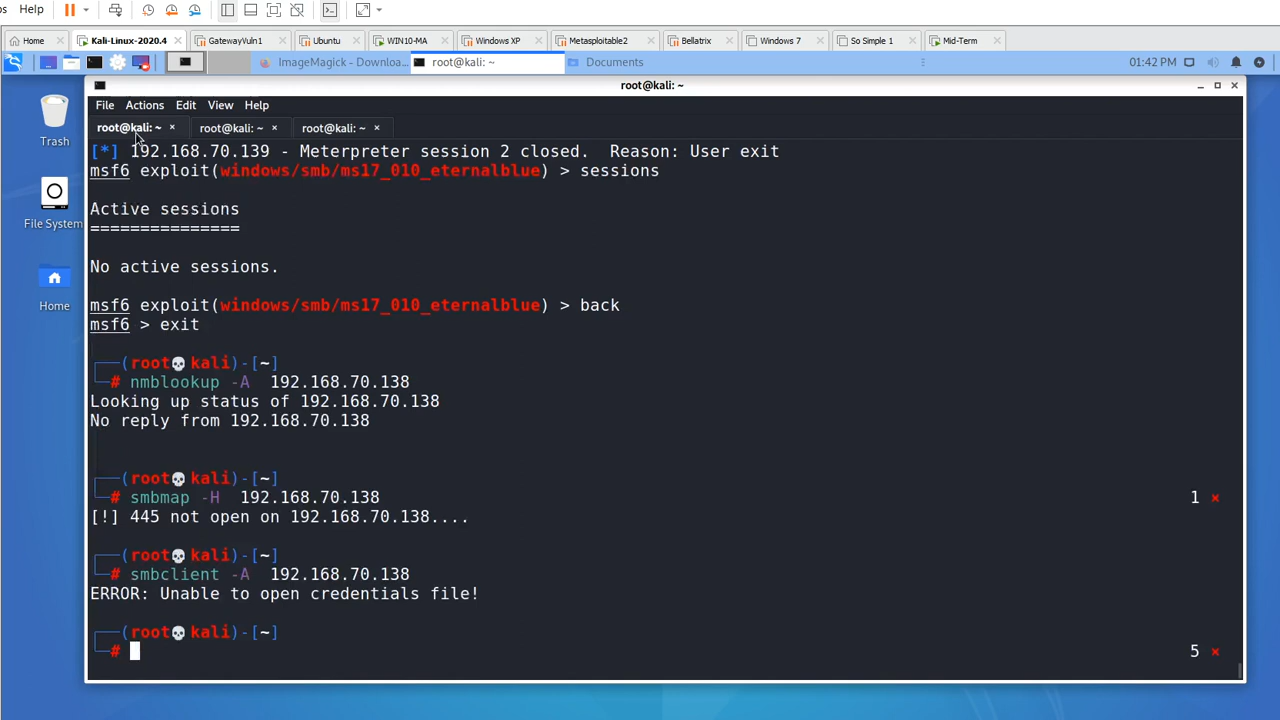 s Help
Home Kali-Linux-2020.4 GatewayVuln1 Ubuntu WIN10-MA Windows XP Metasploitable2 Bellatrix Windows 7 So Simple 1 Mid-Term
ImageMagick - Downloa... root@kali: ~ Documents 01:42 PM
root@kali: ~
File Actions Edit View Help
root@kali: ~ root@kali: ~ root@kali: ~
Trash
File System
Home
[*] 192.168.70.139 - Meterpreter session 2 closed.  Reason: User exit
msf6 exploit(windows/smb/ms17_010_eternalblue) > sessions
Active sessions
===============
No active sessions.
msf6 exploit(windows/smb/ms17_010_eternalblue) > back
msf6 > exit
┌──(root💀kali)-[~]
└─# nmblookup -A  192.168.70.138
Looking up status of 192.168.70.138
No reply from 192.168.70.138
┌──(root💀kali)-[~]
└─# smbmap -H  192.168.70.138 1 ⨯
[!] 445 not open on 192.168.70.138....
┌──(root💀kali)-[~]
└─# smbclient -A  192.168.70.138
ERROR: Unable to open credentials file!
┌──(root💀kali)-[~]
└─# 5 ⨯